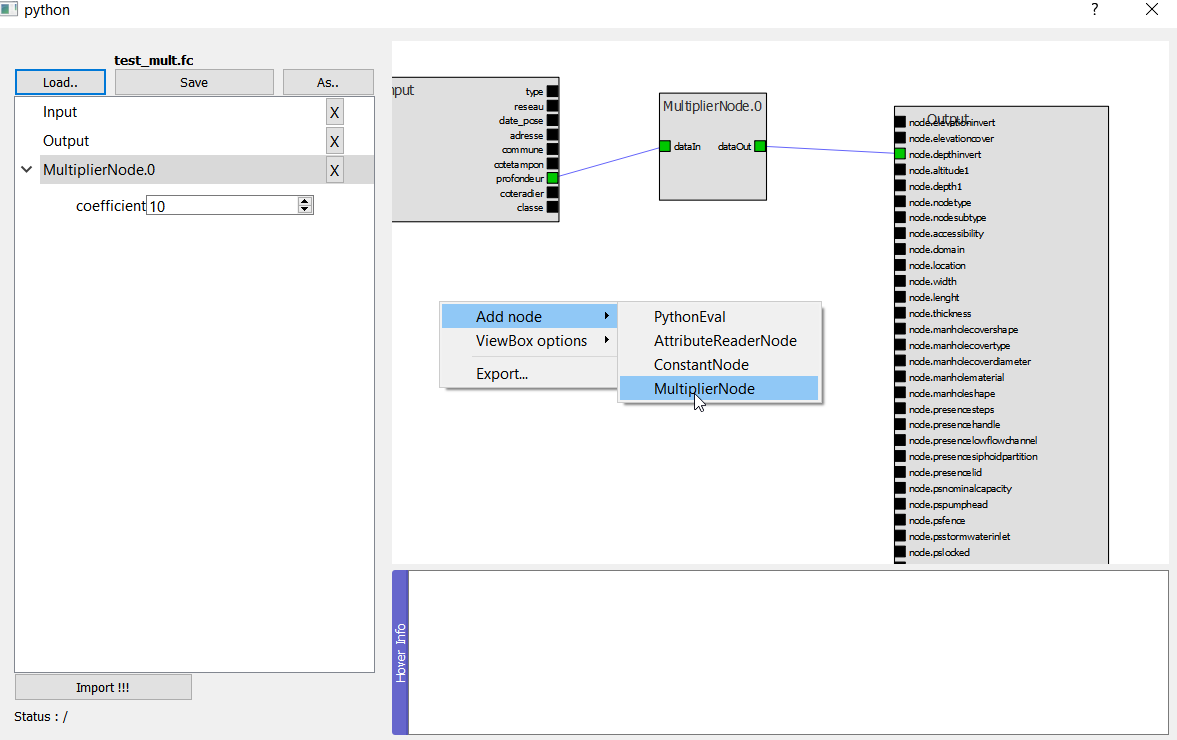 python
?
test_mult.fc
Load..
Save
As..
Input
X
Output
X
MultiplierNode.0
X
coefficient 10
Import !!!
Status : /
nput
type
reseau
date_pose
adresse
commune
cotetampon
profondeur
coteradier
classe
MultiplierNode.0
dataIn
dataOut
Output
node.elevationinvert
node.elevationcover
node.depthinvert
node.altitude1
node.depth1
node.nodetype
node.nodesubtype
node.accessibility
node.domain
node.location
node.width
node.lenght
node.thickness
node.manholecovershape
node.manholecovertype
node.manholecoverdiameter
node.manholematerial
node.manholeshape
node.presencesteps
node.presencehandle
node.presencelowflowchannel
node.presencesiphoidpartition
node.presencelid
node.psnominalcapacity
node.pspumphead
node.psfence
node.psstormwaterinlet
node.pslocked
Add node
ViewBox options
Export...
PythonEval
AttributeReaderNode
ConstantNode
MultiplierNode
Hover Info